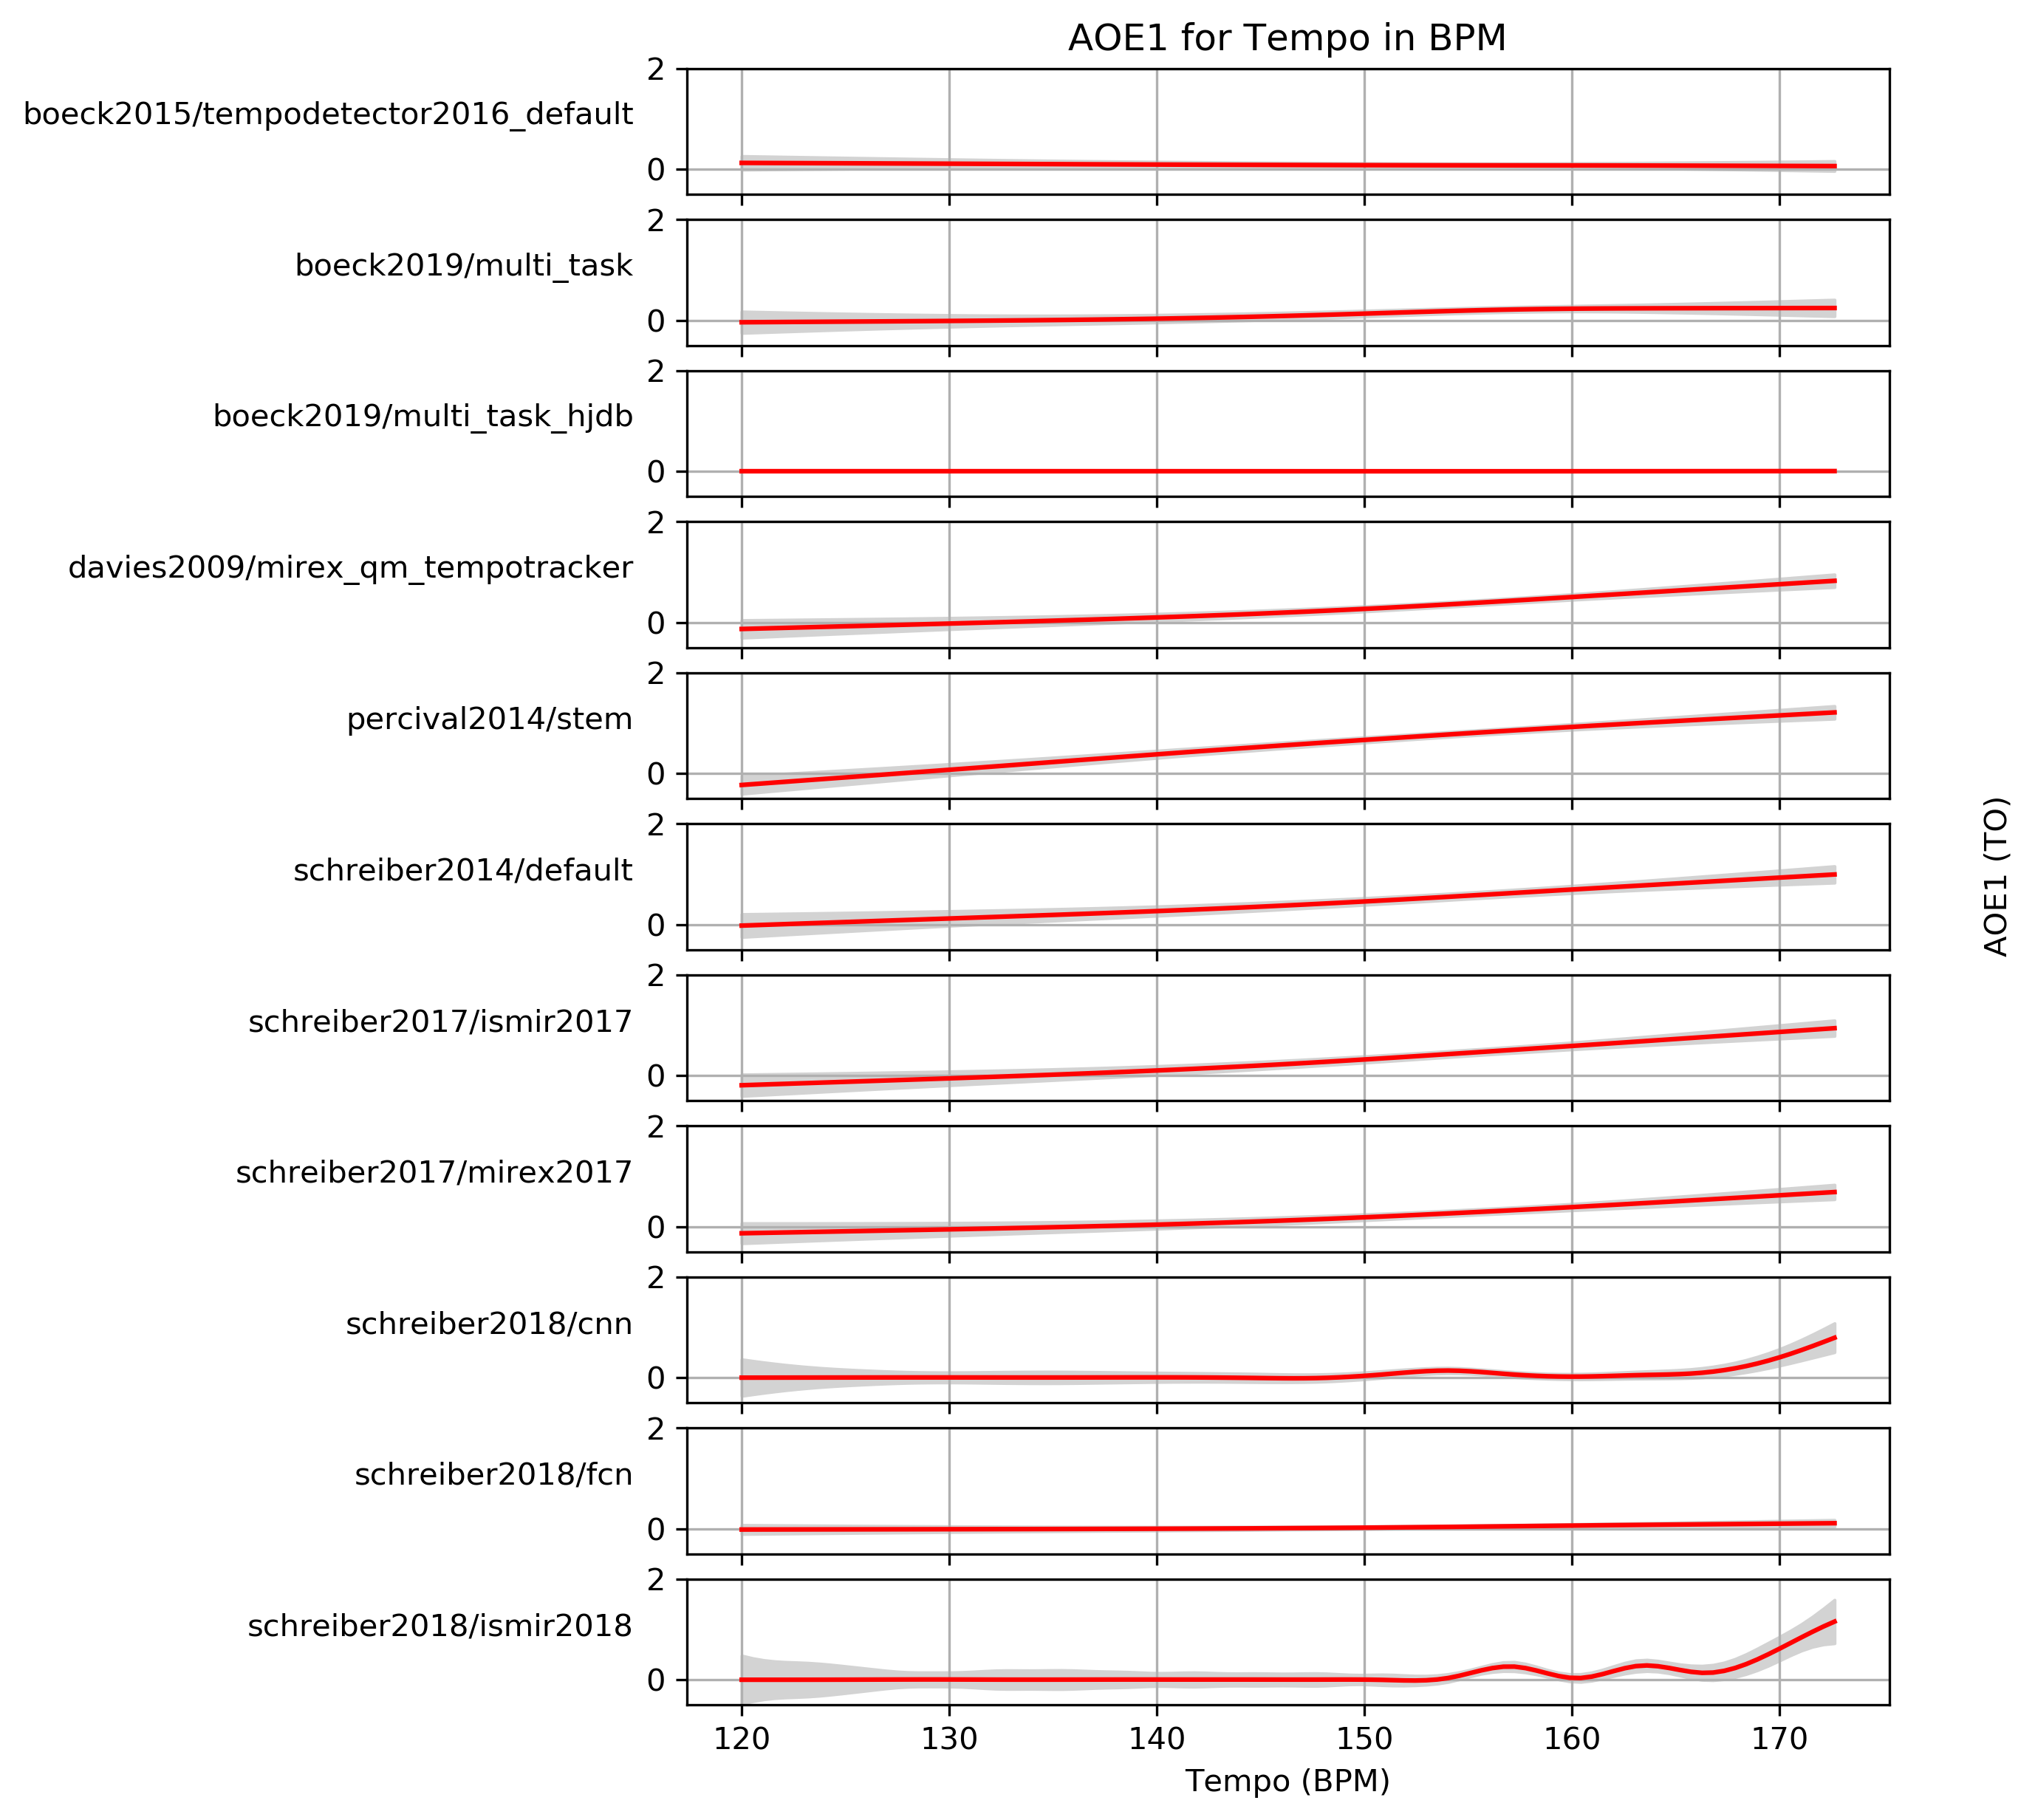 AOE1 for Tempo in BPM
boeck2015/tempodetector2016_default
2
0
boeck2019/multi_task
2
0
boeck2019/multi_task_hjdb
2
0
davies2009/mirex_qm_tempotracker
2
0
percival2014/stem
2
0
schreiber2014/default
2
0
schreiber2017/ismir2017
2
0
schreiber2017/mirex2017
2
0
schreiber2018/cnn
2
0
schreiber2018/fcn
2
0
schreiber2018/ismir2018
2
0
120 130 140 150 160 170
Tempo (BPM)
AOE1 (TO)